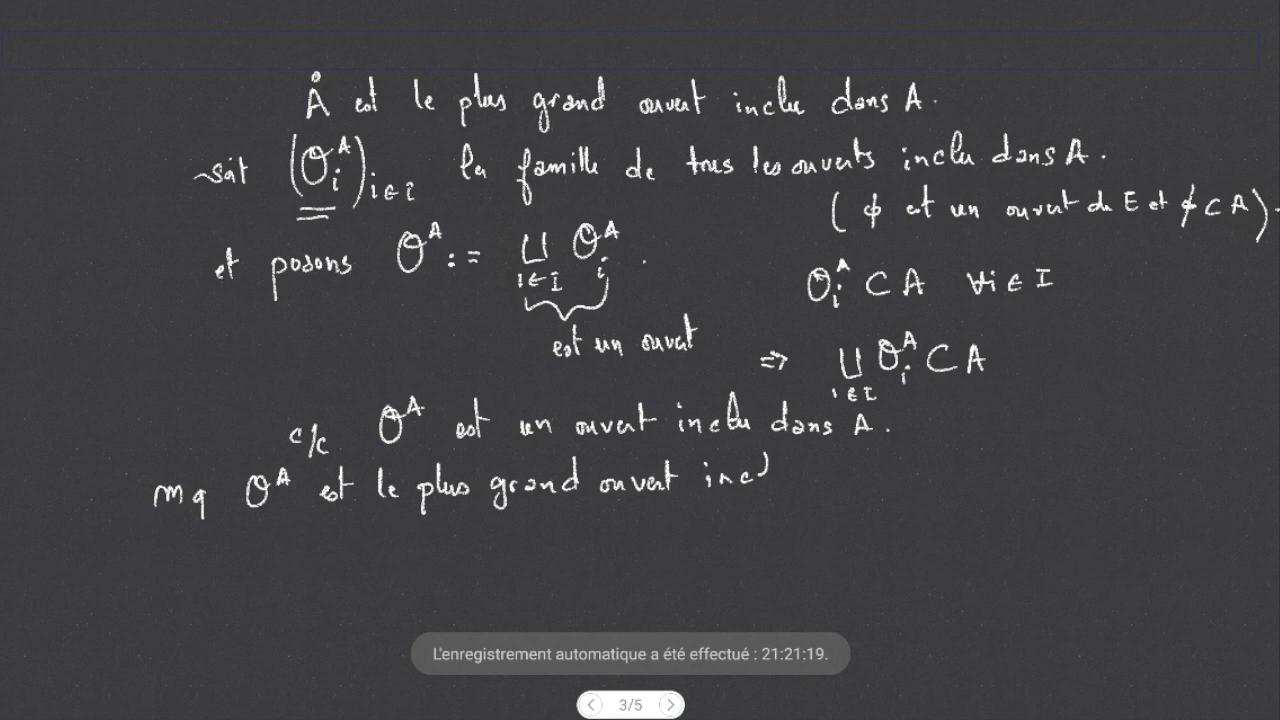 Å est le plus grand ouvert inclu dans A.
soit (O_i^A)_{i∈I} la famille de tous les ouverts inclu dans A.
( ϕ est un ouvert de E et ϕ ⊂ A).
et posons O^A := ⋃_{i∈I} O_i^A .
O_i^A ⊂ A ∀i ∈ I
est un ouvert
⇒ ⋃_{i∈I} O_i^A ⊂ A
c/c O^A est un ouvert inclu dans A.
mq O^A est le plus grand ouvert incl
L'enregistrement automatique a été effectué : 21:21:19.
3/5